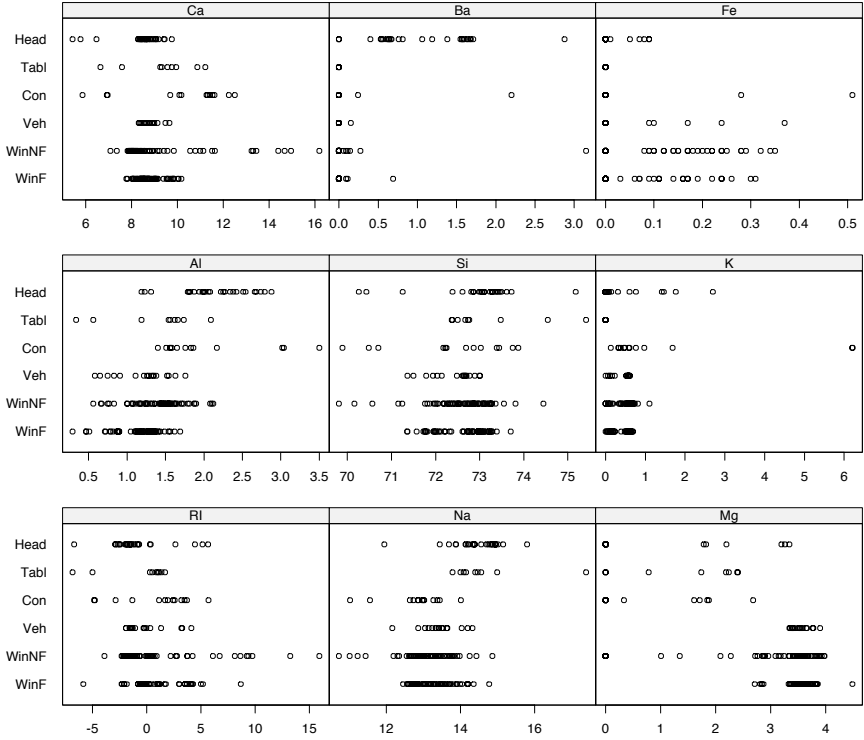 Ca Ba Fe
Head
Tabl
Con
Veh
WinNF
WinF
6 8 10 12 14 16 0.0 0.5 1.0 1.5 2.0 2.5 3.0 0.0 0.1 0.2 0.3 0.4 0.5
Al Si K
Head
Tabl
Con
Veh
WinNF
WinF
0.5 1.0 1.5 2.0 2.5 3.0 3.5 70 71 72 73 74 75 0 1 2 3 4 5 6
RI Na Mg
Head
Tabl
Con
Veh
WinNF
WinF
-5 0 5 10 15 12 14 16 0 1 2 3 4